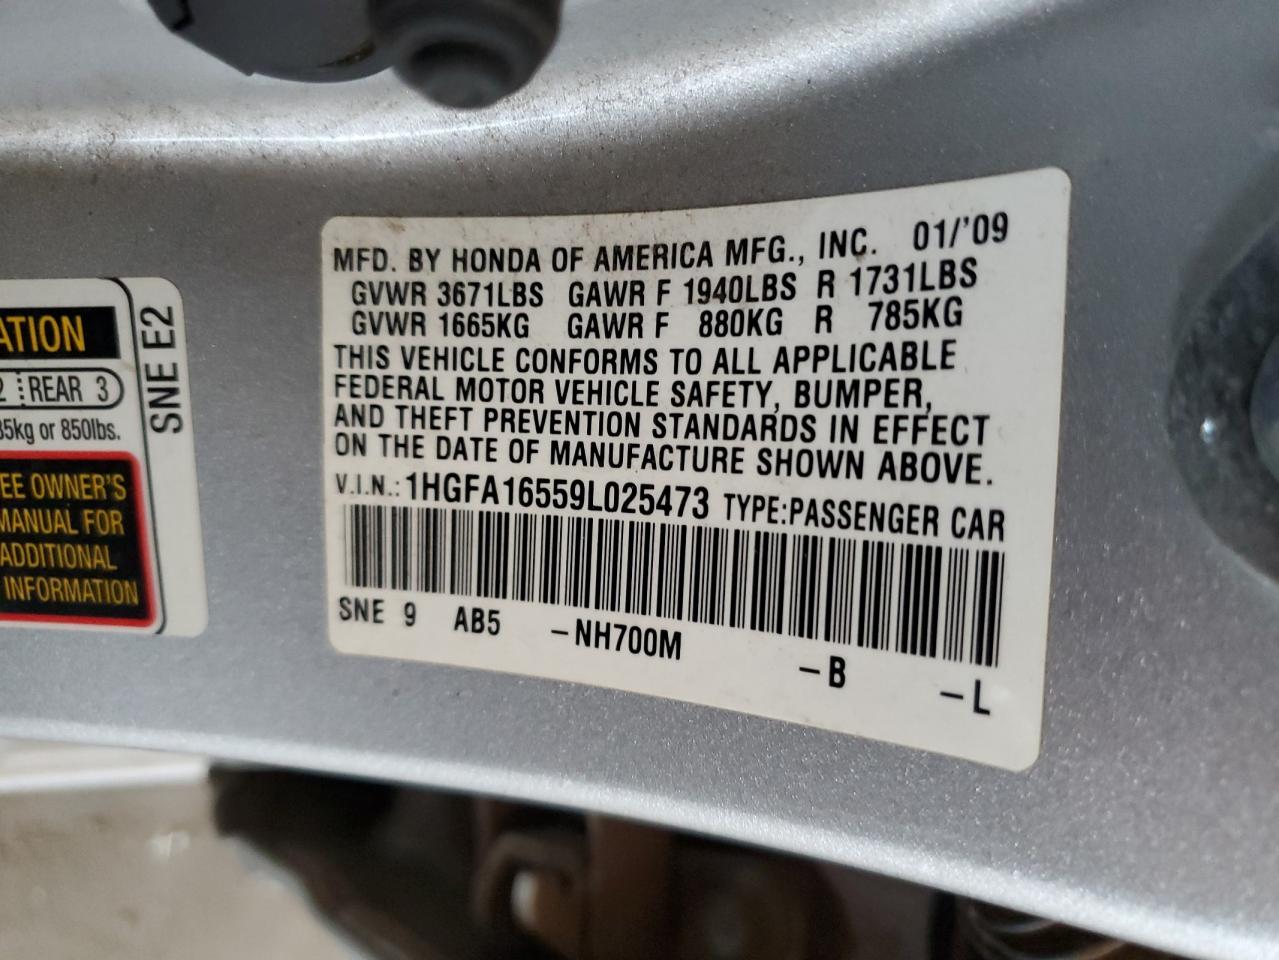 ATION
2 REAR 3
35kg or 850lbs.
EE OWNER'S
MANUAL FOR
ADDITIONAL
INFORMATION
SNE E2
MFD. BY HONDA OF AMERICA MFG., INC. 01/'09
GVWR 3671LBS GAWR F 1940LBS R 1731LBS
GVWR 1665KG GAWR F 880KG R 785KG
THIS VEHICLE CONFORMS TO ALL APPLICABLE
FEDERAL MOTOR VEHICLE SAFETY, BUMPER,
AND THEFT PREVENTION STANDARDS IN EFFECT
ON THE DATE OF MANUFACTURE SHOWN ABOVE.
V.I.N.: 1HGFA16559L025473 TYPE:PASSENGER CAR
SNE 9 AB5 -NH700M -B -L